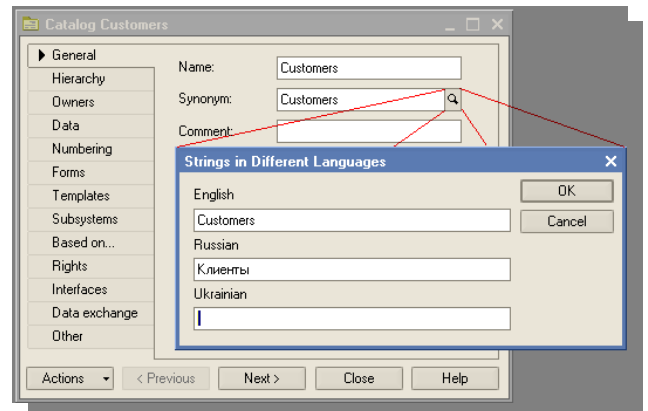 Catalog Customers
General
Hierarchy
Owners
Data
Numbering
Forms
Templates
Subsystems
Based on...
Rights
Interfaces
Data exchange
Other
Name:
Customers
Synonym:
Customers
Comment:
Strings in Different Languages
English
Customers
Russian
Клиенты
Ukrainian
OK
Cancel
Actions
< Previous
Next >
Close
Help